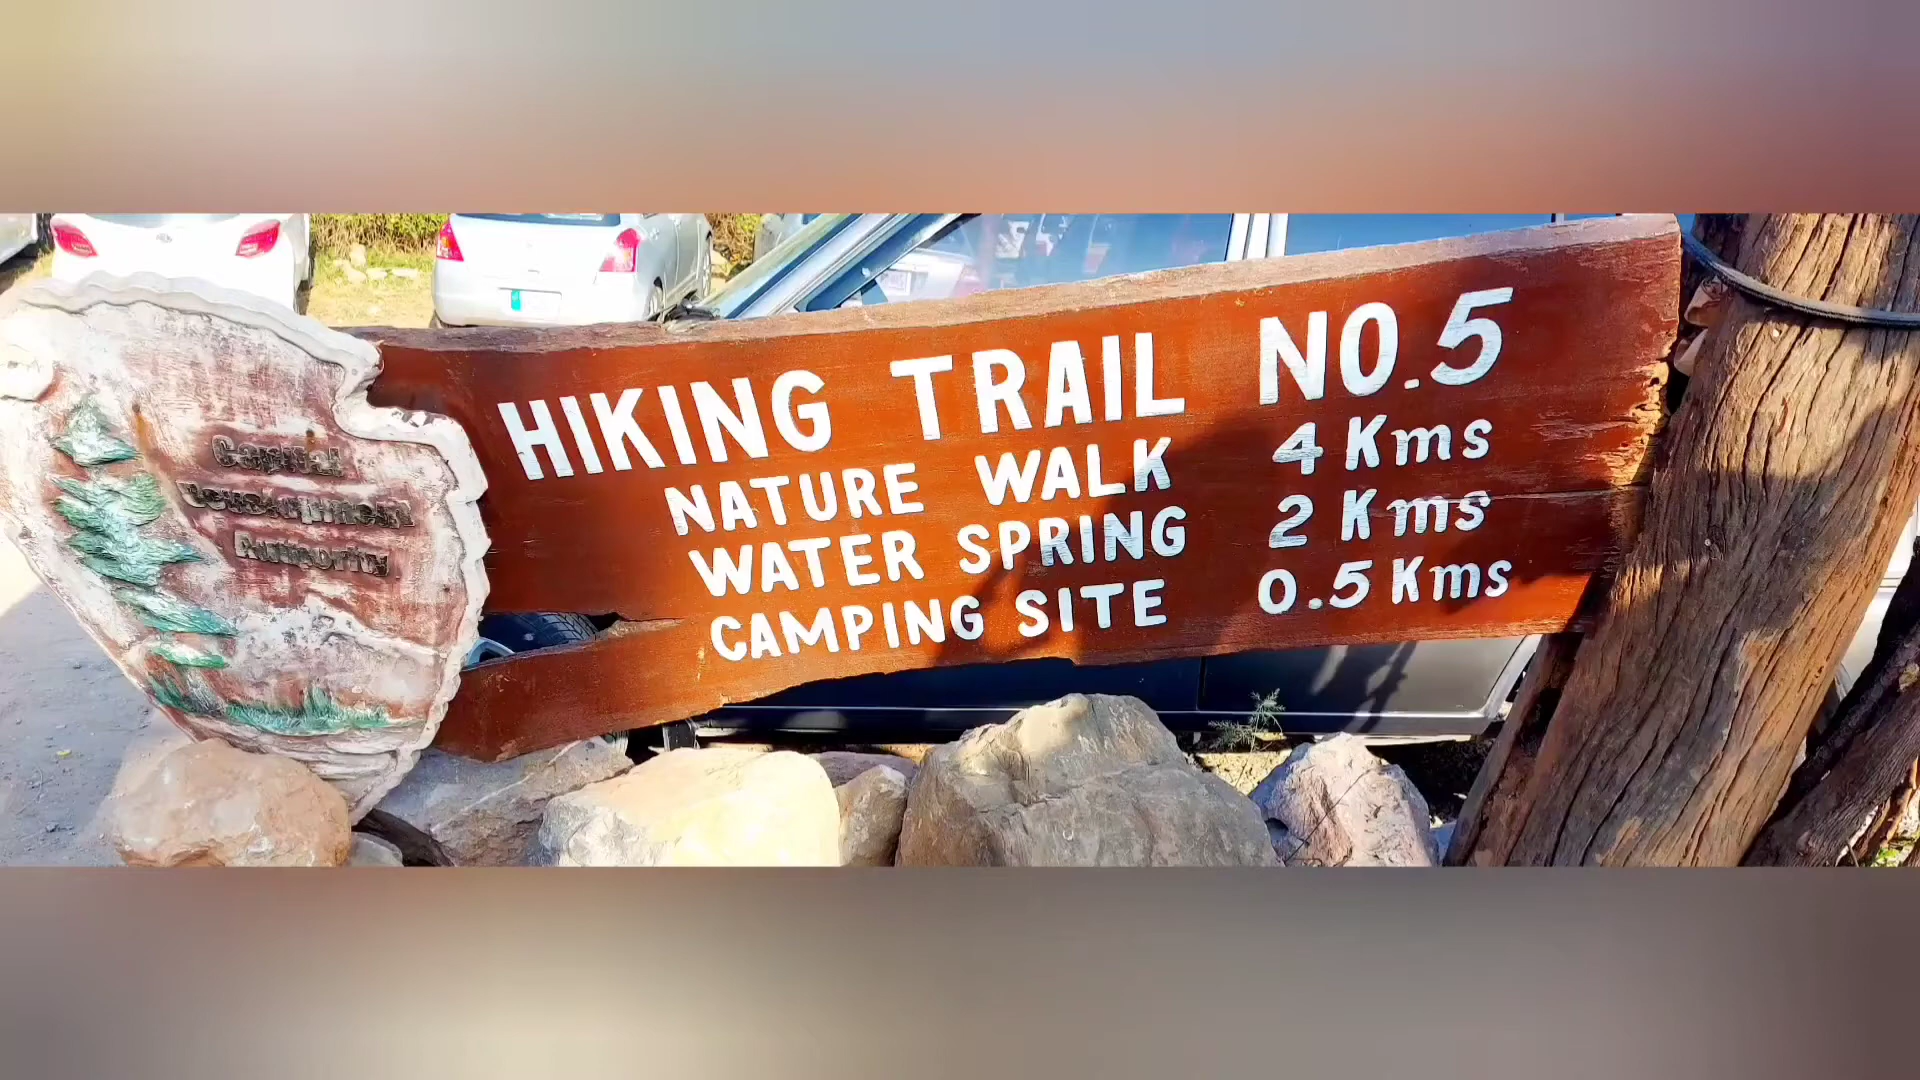 Capital
Development
Authority
HIKING TRAIL NO.5
NATURE WALK 4 Kms
WATER SPRING 2 Kms
CAMPING SITE 0.5 Kms